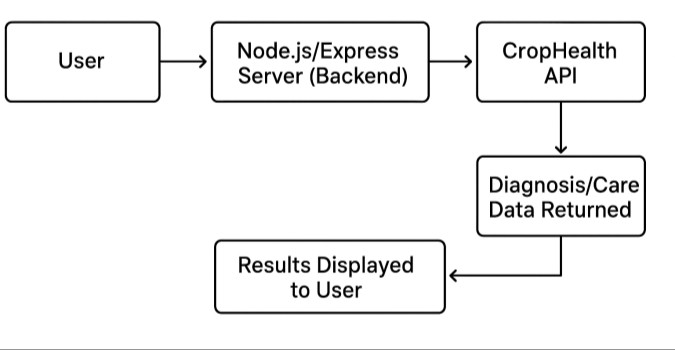 User
Node.js/Express
Server (Backend)
CropHealth
API
Diagnosis/Care
Data Returned
Results Displayed
to User